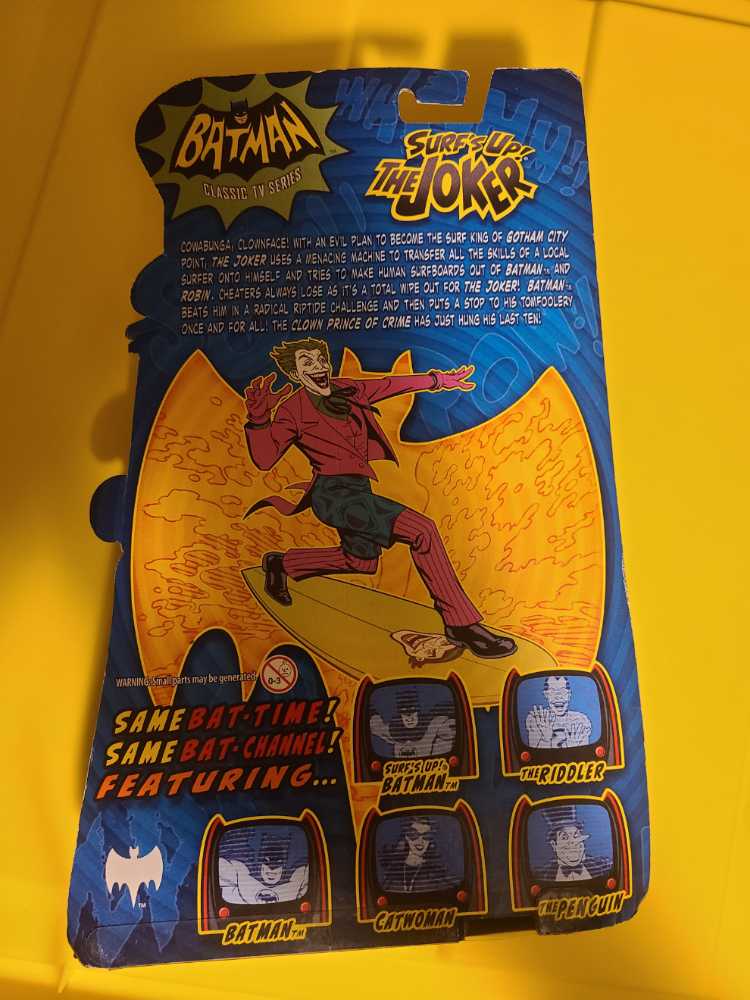 BATMAN™
CLASSIC TV SERIES
SURF'S UP!
THE JOKER
COWABUNGA, CLOWNFACE! WITH AN EVIL PLAN TO BECOME THE SURF KING OF GOTHAM CITY
POINT, THE JOKER USES A MENACING MACHINE TO TRANSFER ALL THE SKILLS OF A LOCAL
SURFER ONTO HIMSELF AND TRIES TO MAKE HUMAN SURFBOARDS OUT OF BATMAN™ AND
ROBIN. CHEATERS ALWAYS LOSE AS IT'S A TOTAL WIPE OUT FOR THE JOKER! BATMAN™
BEATS HIM IN A RADICAL RIPTIDE CHALLENGE AND THEN PUTS A STOP TO HIS TOMFOOLERY
ONCE AND FOR ALL! THE CLOWN PRINCE OF CRIME HAS JUST HUNG HIS LAST TEN!
POW!
WARNING: Small parts may be generated.
0-3
SAME BAT-TIME!
SAME BAT-CHANNEL!
FEATURING...
SURF'S UP!
BATMAN™
THE RIDDLER
BATMAN™
CATWOMAN
THE PENGUIN
TM